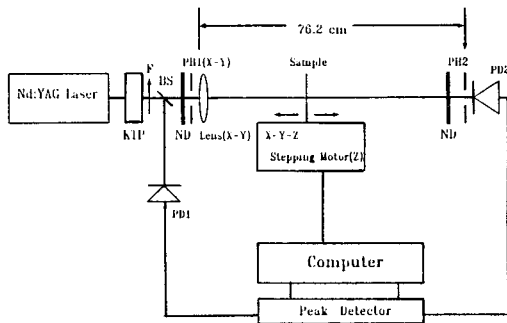 76.2 cm
F
BS
PH1(X-Y)
Sample
PH2
PD2
Nd:YAG Laser
KTP
ND
Lens(X-Y)
X-Y-Z
Stepping Motor(Z)
ND
PD1
Computer
Peak Detector